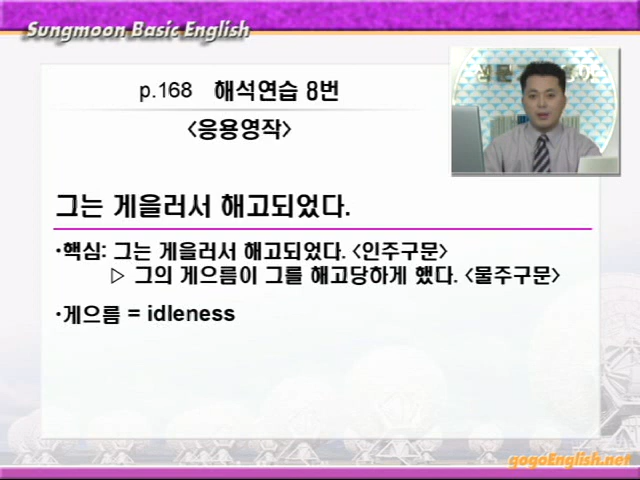 Sungmoon Basic English
p.168 해석연습 8번
<응용영작>
그는 게을러서 해고되었다.
·핵심: 그는 게을러서 해고되었다. <인주구문>
▷ 그의 게으름이 그를 해고당하게 했다. <물주구문>
·게으름 = idleness
gogoEnglish.net